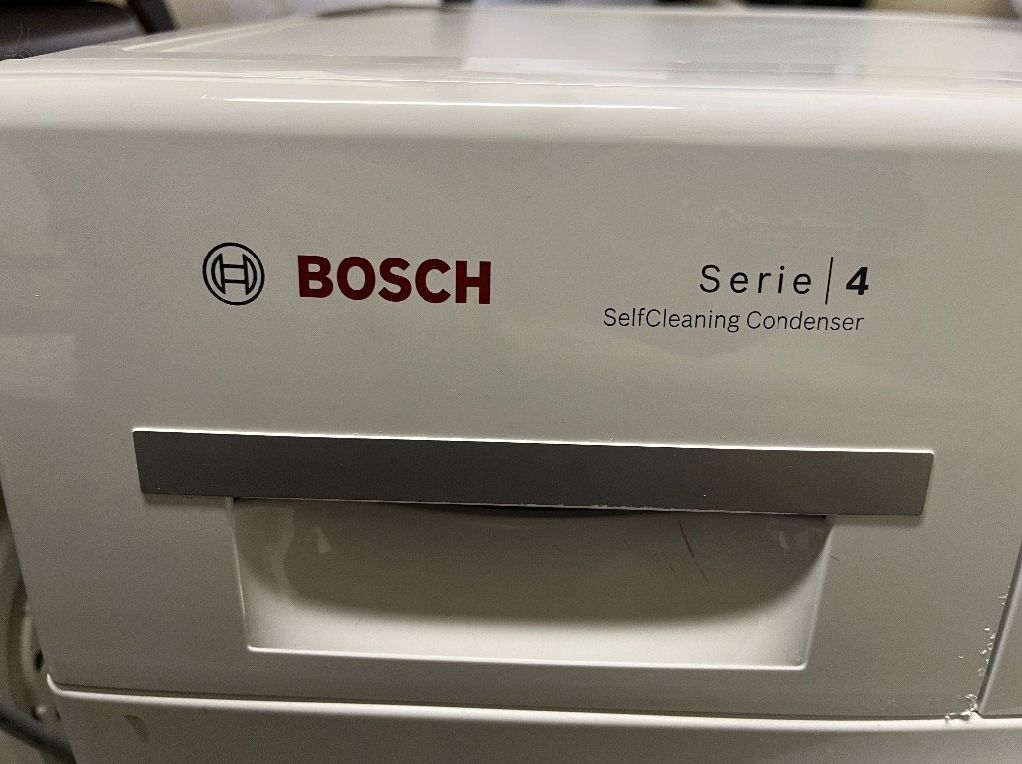 BOSCH
Serie | 4
SelfCleaning Condenser